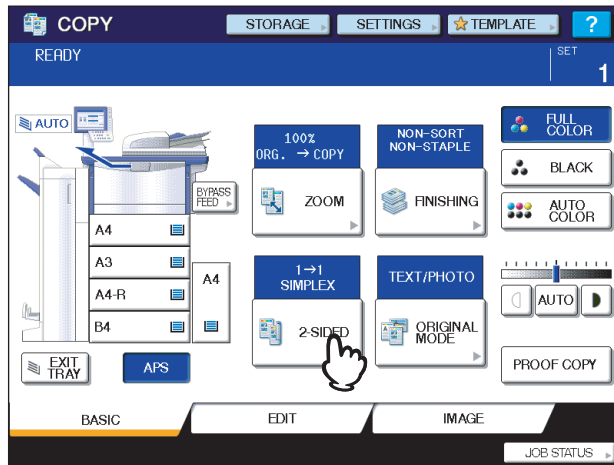 COPY
STORAGE
SETTINGS
TEMPLATE
?
READY
SET
1
AUTO
BYPASS
FEED
A4
A3
A4-R
B4
A4
EXIT
TRAY
APS
100%
ORG. → COPY
ZOOM
NON-SORT
NON-STAPLE
FINISHING
1→1
SIMPLEX
2-SIDED
TEXT/PHOTO
ORIGINAL
MODE
FULL
COLOR
BLACK
AUTO
COLOR
AUTO
PROOF COPY
BASIC
EDIT
IMAGE
JOB STATUS